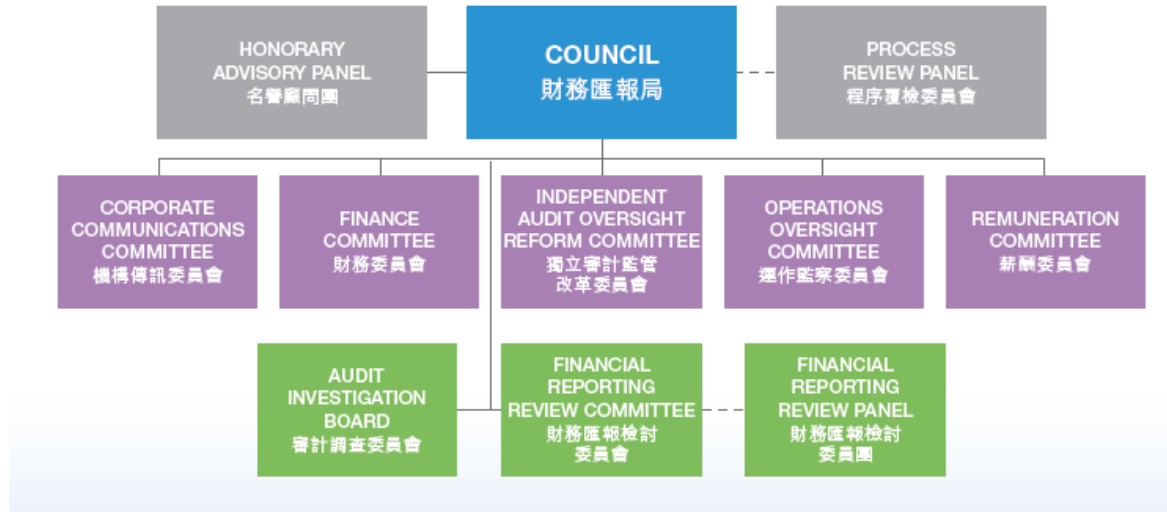 HONORARY
ADVISORY PANEL
名譽顧問團
COUNCIL
財務匯報局
PROCESS
REVIEW PANEL
程序覆檢委員會
CORPORATE
COMMUNICATIONS
COMMITTEE
機構傳訊委員會
FINANCE
COMMITTEE
財務委員會
INDEPENDENT
AUDIT OVERSIGHT
REFORM COMMITTEE
獨立審計監管
改革委員會
OPERATIONS
OVERSIGHT
COMMITTEE
運作監察委員會
REMUNERATION
COMMITTEE
薪酬委員會
AUDIT
INVESTIGATION
BOARD
審計調查委員會
FINANCIAL
REPORTING
REVIEW COMMITTEE
財務匯報檢討
委員會
FINANCIAL
REPORTING
REVIEW PANEL
財務匯報檢討
委員團